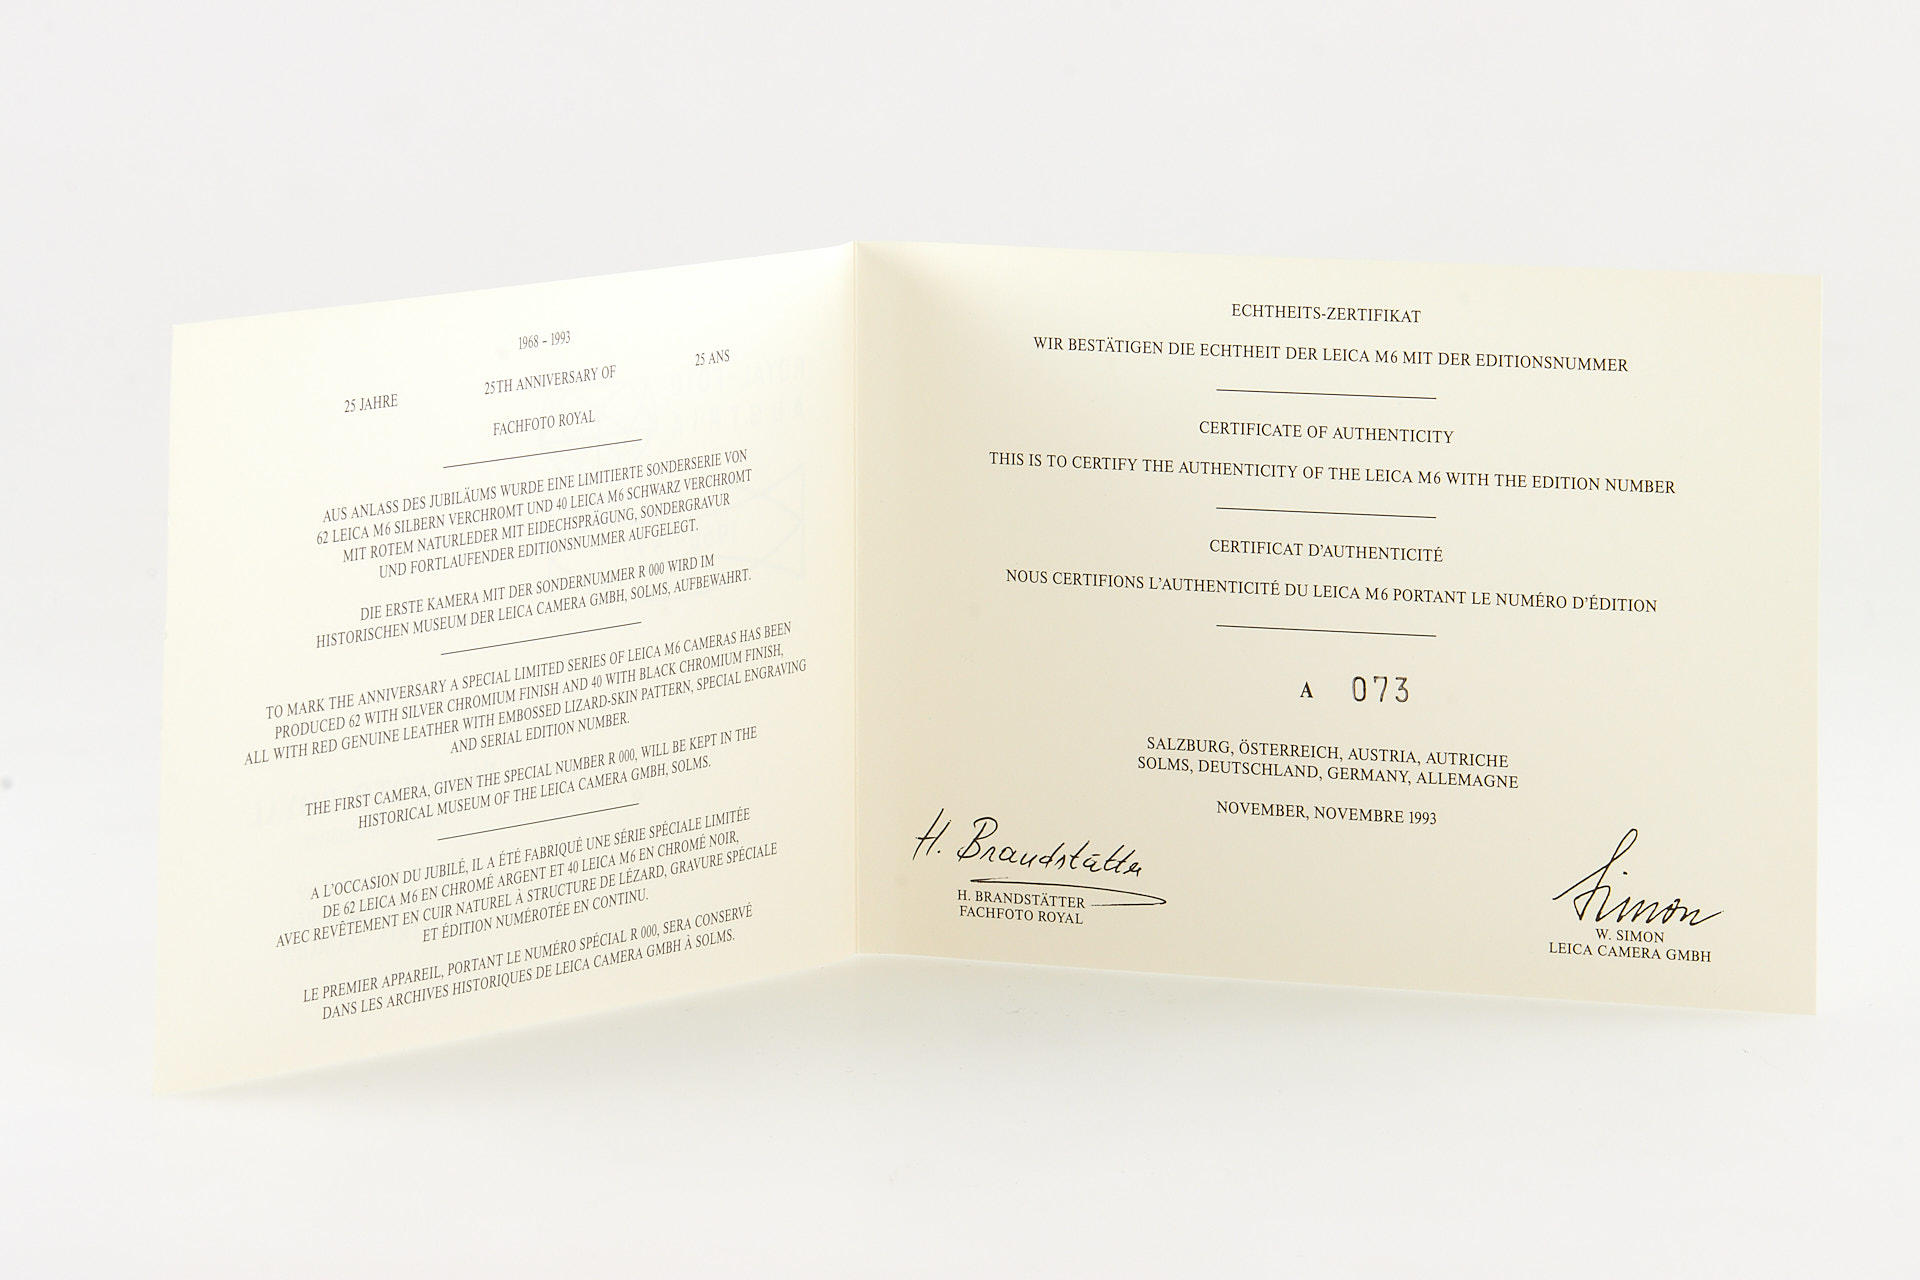 1968 – 1993
25 JAHRE 25TH ANNIVERSARY OF 25 ANS
FACHFOTO ROYAL
AUS ANLASS DES JUBILÄUMS WURDE EINE LIMITIERTE SONDERSERIE VON
62 LEICA M6 SILBERN VERCHROMT UND 40 LEICA M6 SCHWARZ VERCHROMT
MIT ROTEM NATURLEDER MIT EIDECHSPRÄGUNG, SONDERGRAVUR
UND FORTLAUFENDER EDITIONSNUMMER AUFGELEGT.
DIE ERSTE KAMERA MIT DER SONDERNUMMER R 000 WIRD IM
HISTORISCHEN MUSEUM DER LEICA CAMERA GMBH, SOLMS, AUFBEWAHRT.
TO MARK THE ANNIVERSARY A SPECIAL LIMITED SERIES OF LEICA M6 CAMERAS HAS BEEN
PRODUCED 62 WITH SILVER CHROMIUM FINISH AND 40 WITH BLACK CHROMIUM FINISH,
ALL WITH RED GENUINE LEATHER WITH EMBOSSED LIZARD-SKIN PATTERN, SPECIAL ENGRAVING
AND SERIAL EDITION NUMBER.
THE FIRST CAMERA, GIVEN THE SPECIAL NUMBER R 000, WILL BE KEPT IN THE
HISTORICAL MUSEUM OF THE LEICA CAMERA GMBH, SOLMS.
A L'OCCASION DU JUBILÉ, IL A ÉTÉ FABRIQUÉ UNE SÉRIE SPÉCIALE LIMITÉE
DE 62 LEICA M6 EN CHROMÉ ARGENT ET 40 LEICA M6 EN CHROMÉ NOIR,
AVEC REVÊTEMENT EN CUIR NATUREL À STRUCTURE DE LÉZARD, GRAVURE SPÉCIALE
ET ÉDITION NUMÉROTÉE EN CONTINU.
LE PREMIER APPAREIL, PORTANT LE NUMÉRO SPÉCIAL R 000, SERA CONSERVÉ
DANS LES ARCHIVES HISTORIQUES DE LEICA CAMERA GMBH À SOLMS.
ECHTHEITS-ZERTIFIKAT
WIR BESTÄTIGEN DIE ECHTHEIT DER LEICA M6 MIT DER EDITIONSNUMMER
CERTIFICATE OF AUTHENTICITY
THIS IS TO CERTIFY THE AUTHENTICITY OF THE LEICA M6 WITH THE EDITION NUMBER
CERTIFICAT D'AUTHENTICITÉ
NOUS CERTIFIONS L'AUTHENTICITÉ DU LEICA M6 PORTANT LE NUMÉRO D'ÉDITION
A 073
SALZBURG, ÖSTERREICH, AUSTRIA, AUTRICHE
SOLMS, DEUTSCHLAND, GERMANY, ALLEMAGNE
NOVEMBER, NOVEMBRE 1993
H. Brandstätter
H. BRANDSTÄTTER
FACHFOTO ROYAL
Simon
W. SIMON
LEICA CAMERA GMBH